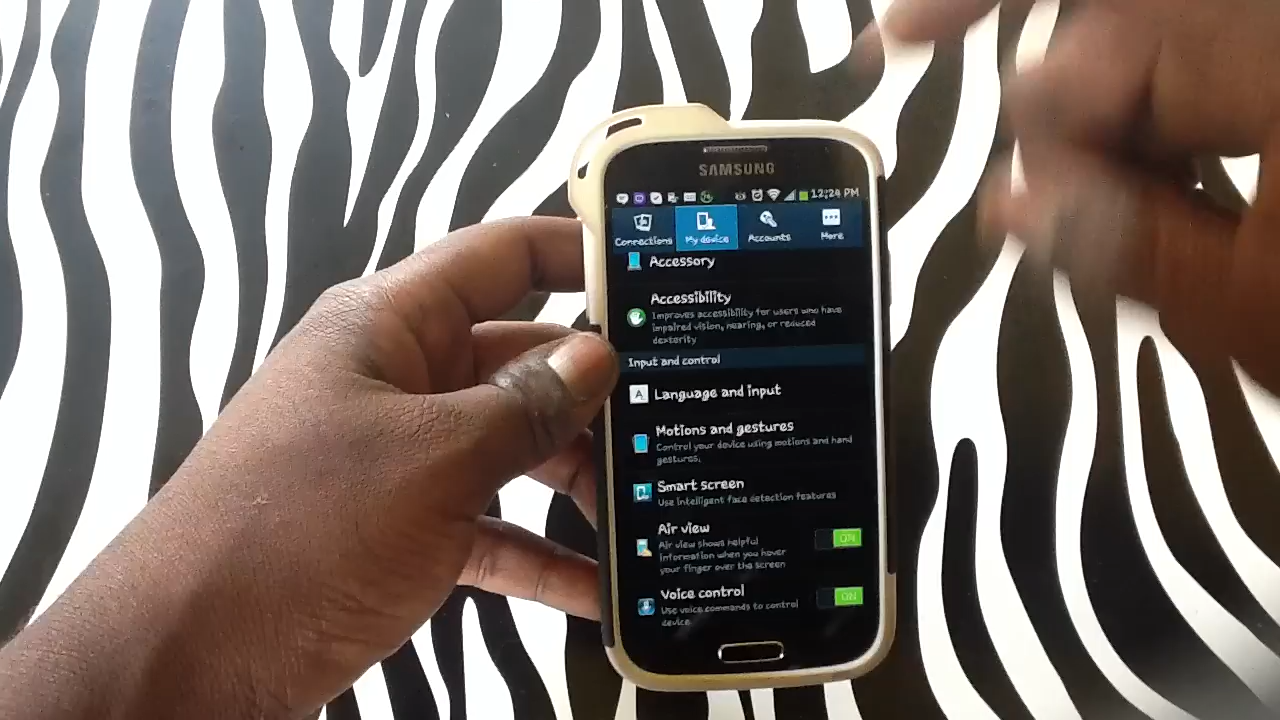 SAMSUNG
12:24 PM
Connections
My device
Accounts
More
Accessory
Accessibility
Improves accessibility for users who have
impaired vision, hearing, or reduced
dexterity
Input and control
A
Language and input
Motions and gestures
Control your device using motions and hand
gestures.
Smart screen
Use intelligent face detection features
Air view
ON
Air view shows helpful
information when you hover
your finger over the screen
Voice control
ON
Use voice commands to control
device